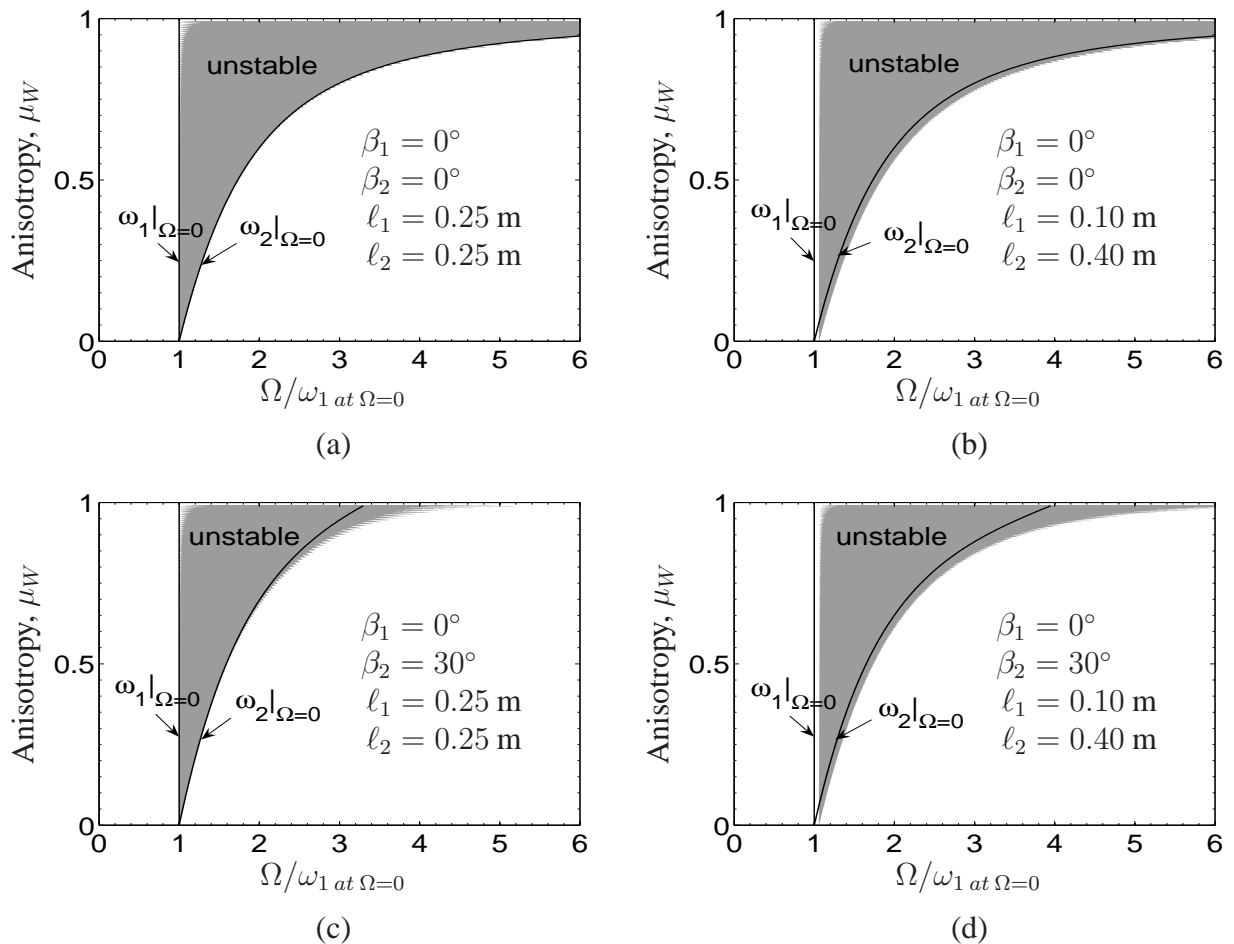 1
0.5
0
Anisotropy, μ_W
unstable
ω₁|Ω=0
ω₂|Ω=0
β₁ = 0°
β₂ = 0°
ℓ₁ = 0.25 m
ℓ₂ = 0.25 m
0 1 2 3 4 5 6
Ω/ω₁ at Ω=0
(a)
1
0.5
0
Anisotropy, μ_W
unstable
ω₁|Ω=0
ω₂|Ω=0
β₁ = 0°
β₂ = 0°
ℓ₁ = 0.10 m
ℓ₂ = 0.40 m
0 1 2 3 4 5 6
Ω/ω₁ at Ω=0
(b)
1
0.5
0
Anisotropy, μ_W
unstable
ω₁|Ω=0
ω₂|Ω=0
β₁ = 0°
β₂ = 30°
ℓ₁ = 0.25 m
ℓ₂ = 0.25 m
0 1 2 3 4 5 6
Ω/ω₁ at Ω=0
(c)
1
0.5
0
Anisotropy, μ_W
unstable
ω₁|Ω=0
ω₂|Ω=0
β₁ = 0°
β₂ = 30°
ℓ₁ = 0.10 m
ℓ₂ = 0.40 m
0 1 2 3 4 5 6
Ω/ω₁ at Ω=0
(d)